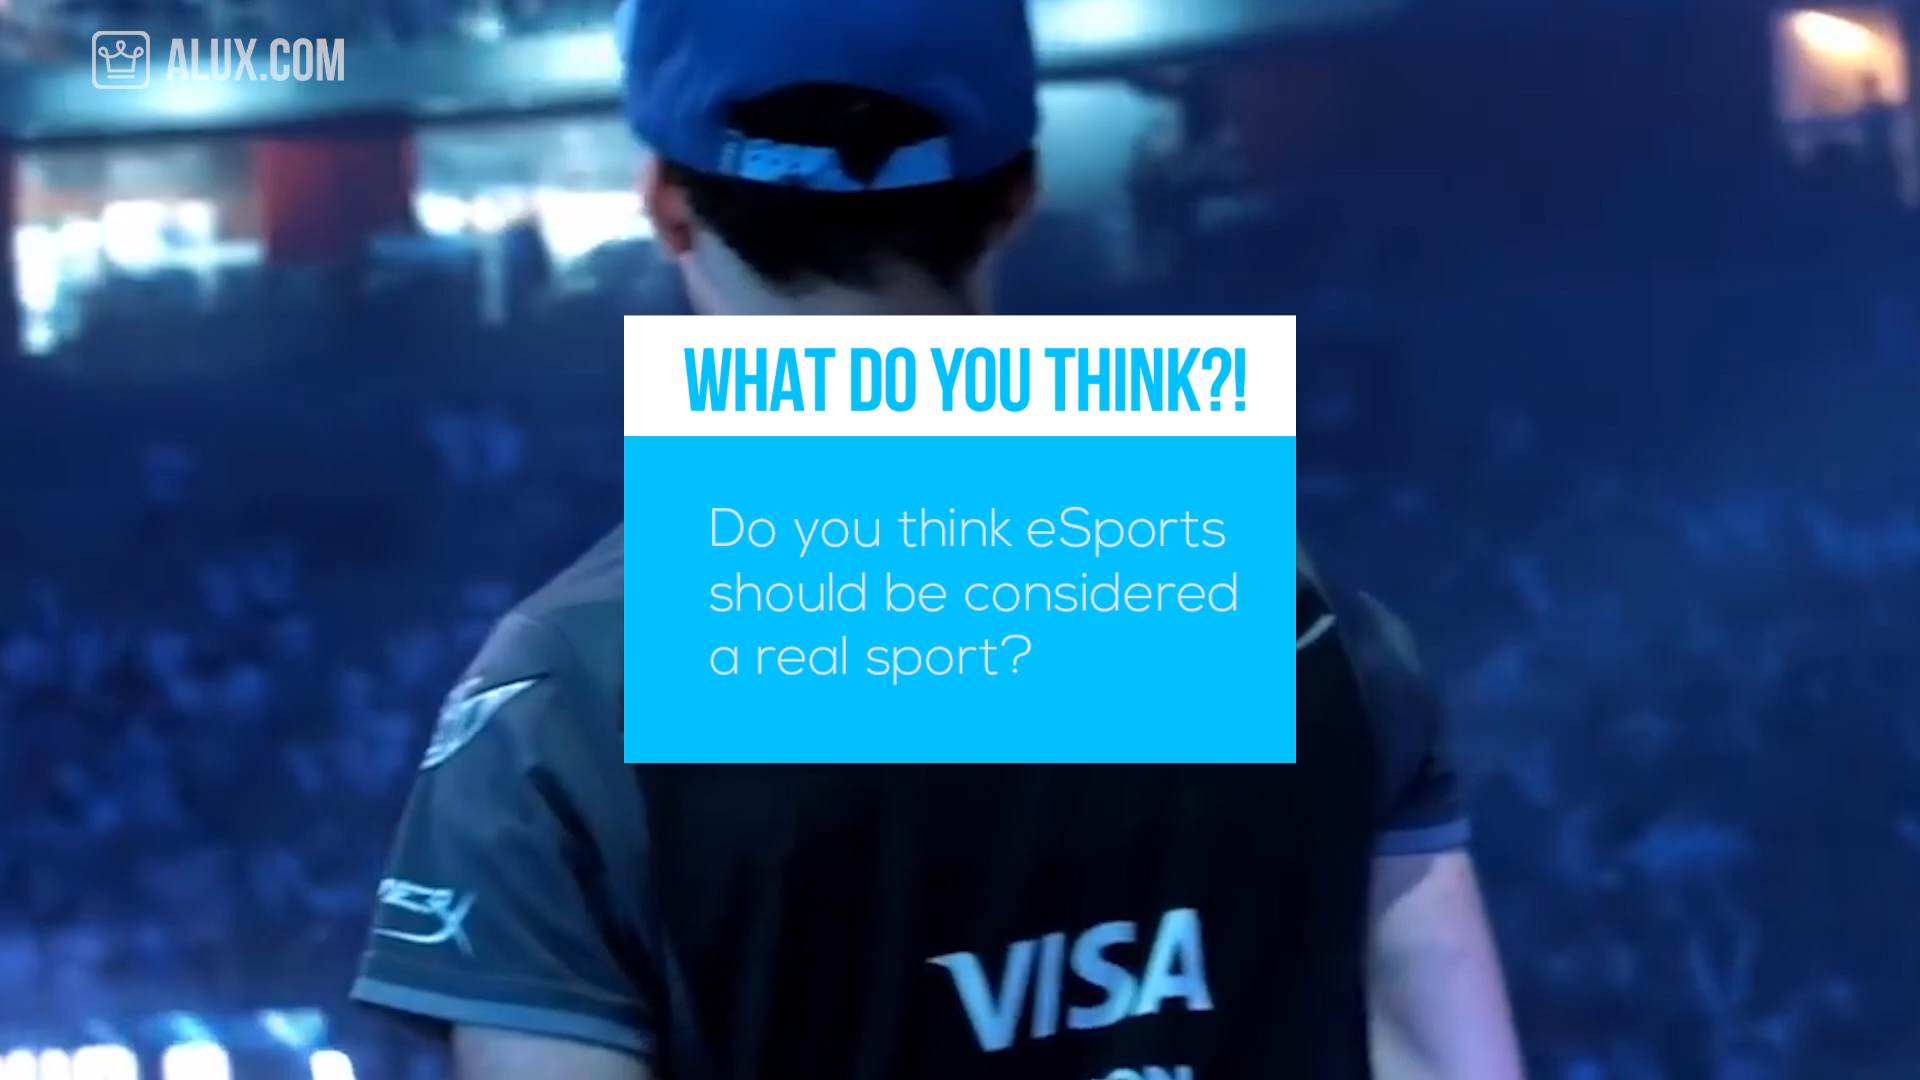 ALUX.COM
WHAT DO YOU THINK?!
Do you think eSports
should be considered
a real sport?
VISA